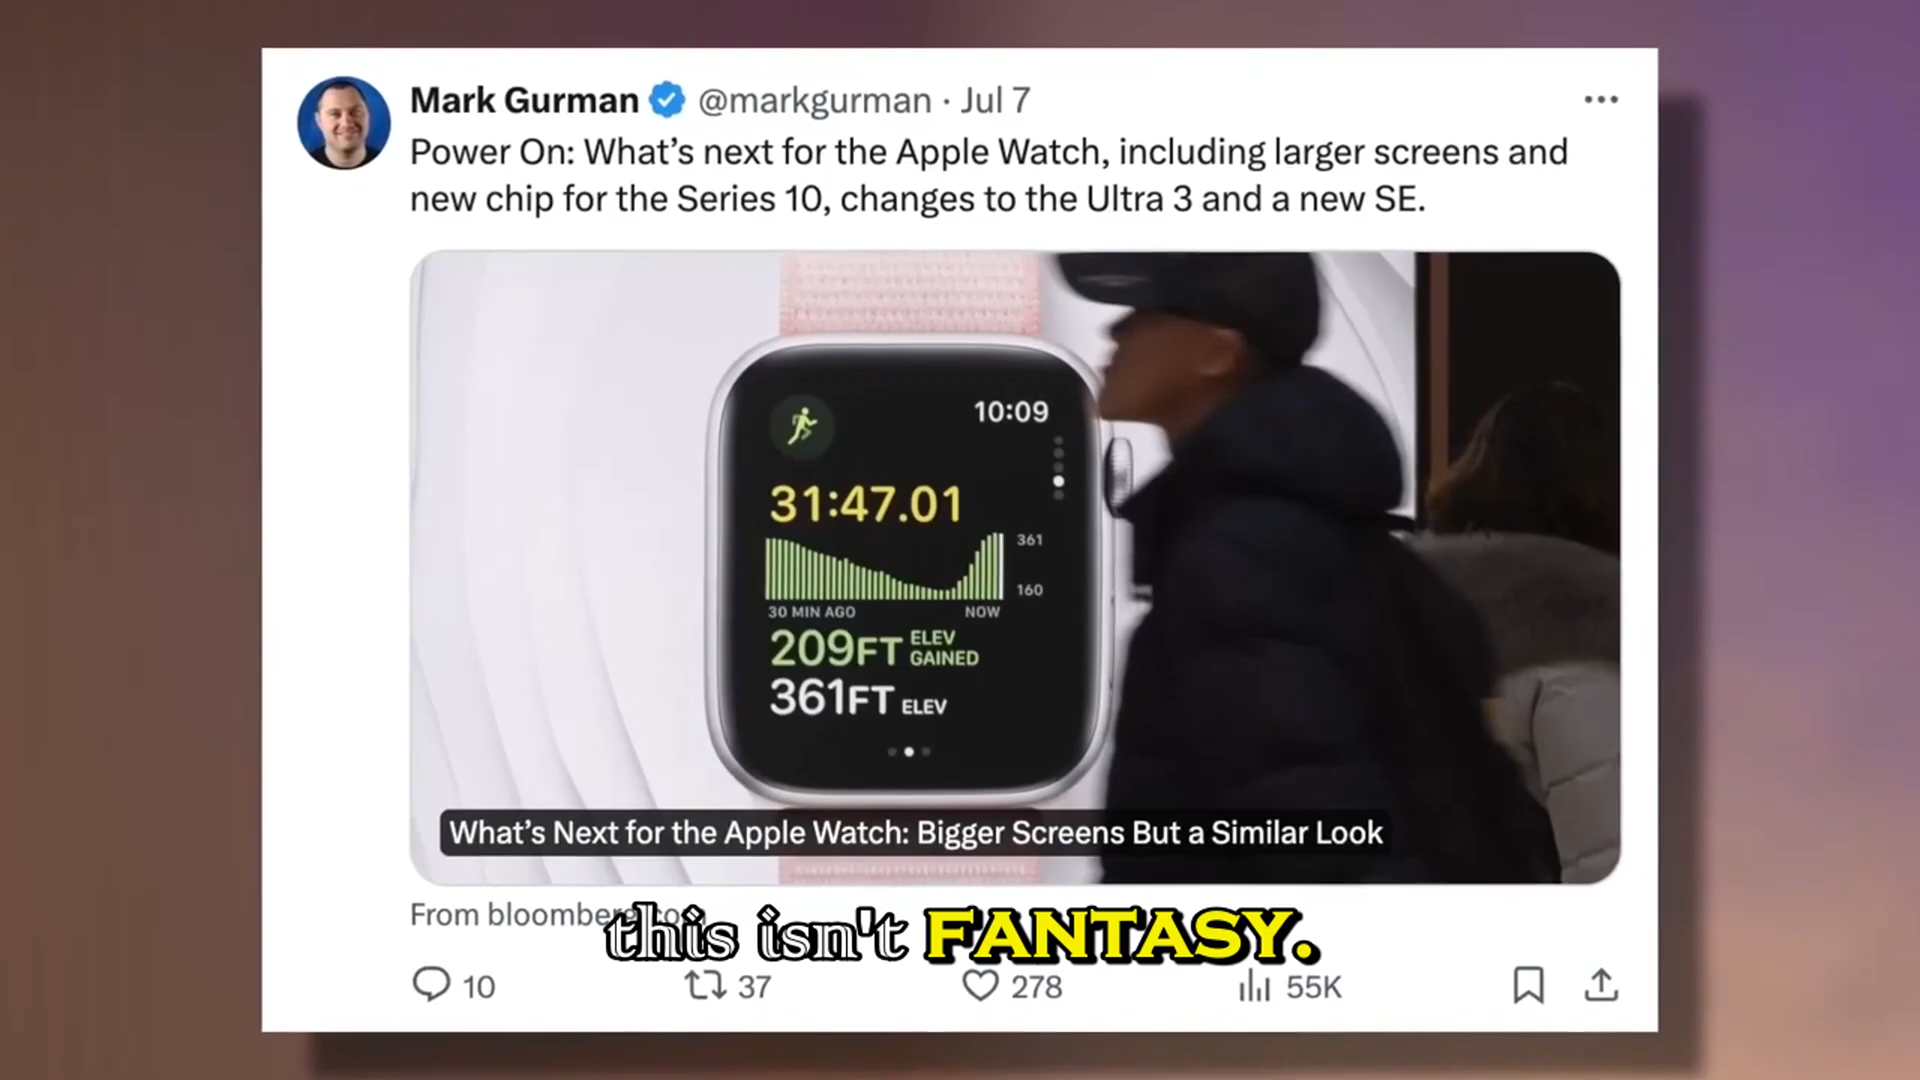 Mark Gurman @markgurman · Jul 7
Power On: What's next for the Apple Watch, including larger screens and
new chip for the Series 10, changes to the Ultra 3 and a new SE.
10:09
31:47.01
361
160
30 MIN AGO NOW
209FT ELEV GAINED
361FT ELEV
What's Next for the Apple Watch: Bigger Screens But a Similar Look
From bloomberg.com
this isn't FANTASY.
10 37 278 55K